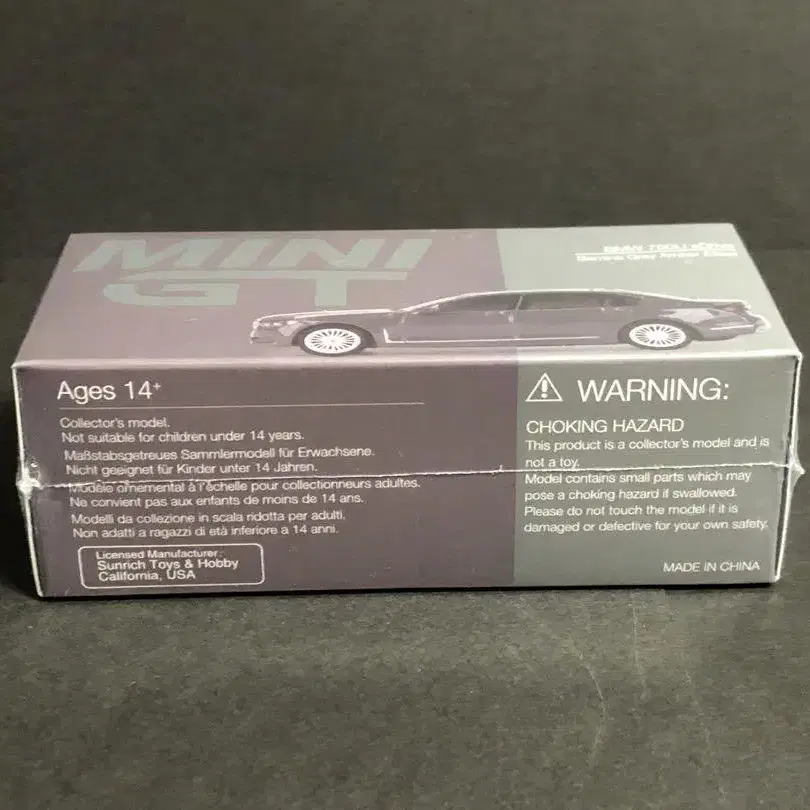 MINI
GT
BMW 750Li xDrive
Bernina Grey Amber Effect
Ages 14+
Collector's model.
Not suitable for children under 14 years.
Maßstabsgetreues Sammlermodell für Erwachsene.
Nicht geeignet für Kinder unter 14 Jahren.
Modèle ornemental à l'échelle pour collectionneurs adultes.
Ne convient pas aux enfants de moins de 14 ans.
Modelli da collezione in scala ridotta per adulti.
Non adatti a ragazzi di età inferiore a 14 anni.
Licensed Manufacturer:
Sunrich Toys & Hobby
California, USA
WARNING:
CHOKING HAZARD
This product is a collector's model and is
not a toy.
Model contains small parts which may
pose a choking hazard if swallowed.
Please do not touch the model if it is
damaged or defective for your own safety.
MADE IN CHINA